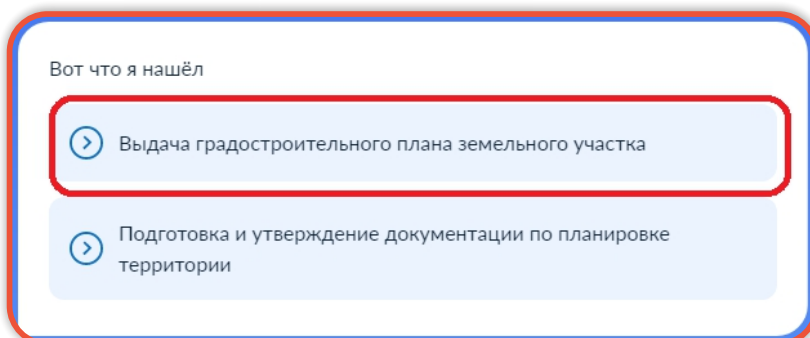 Вот что я нашёл
Выдача градостроительного плана земельного участка
Подготовка и утверждение документации по планировке
территории